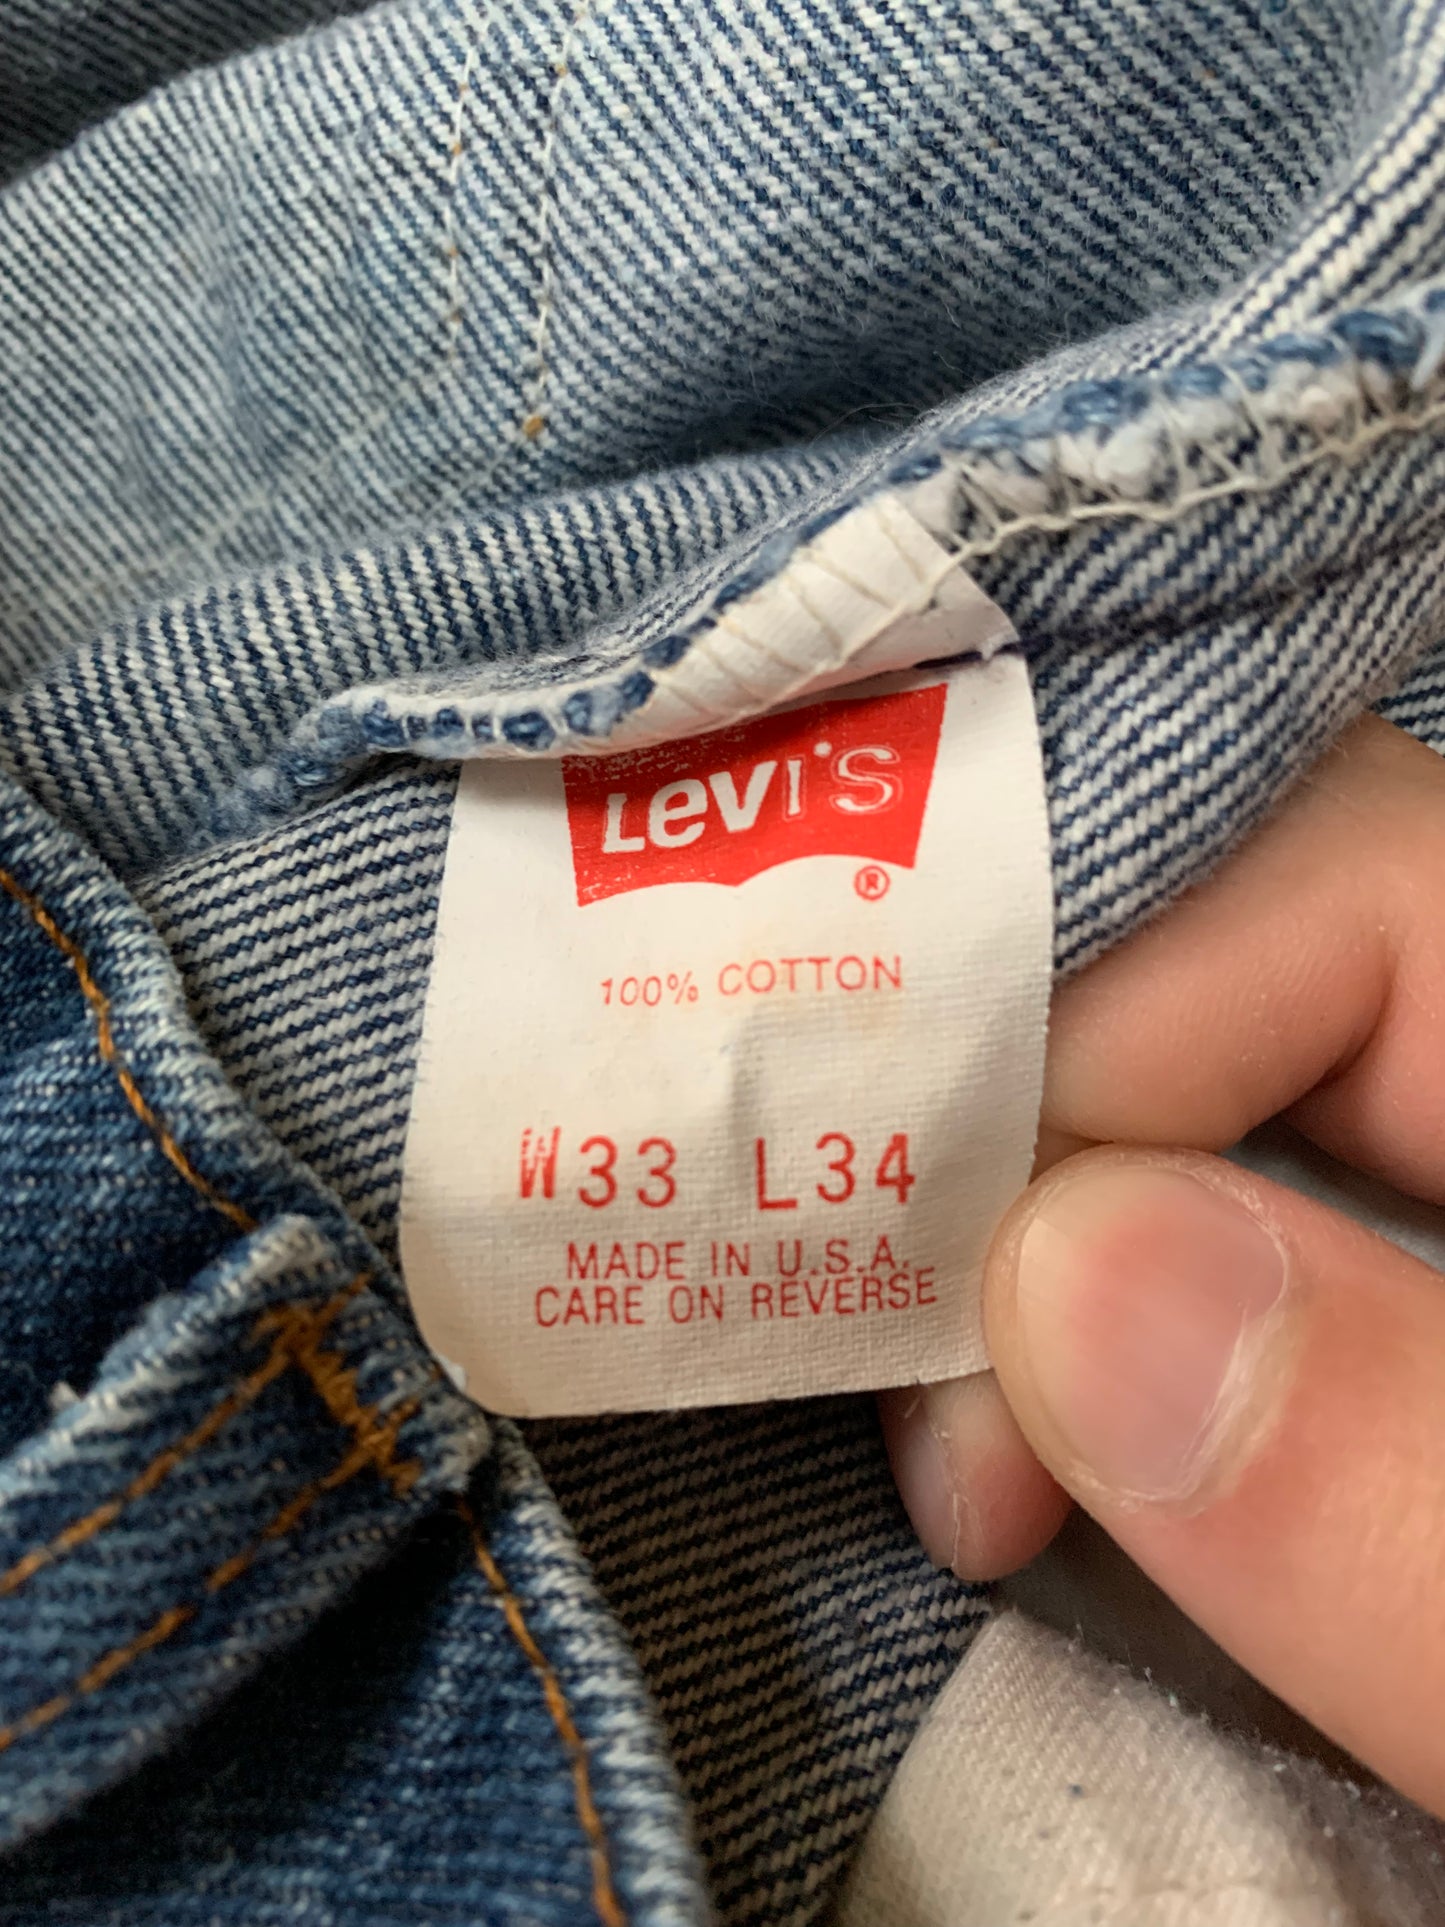 Levi's
®
100% COTTON
W33 L34
MADE IN U.S.A.
CARE ON REVERSE